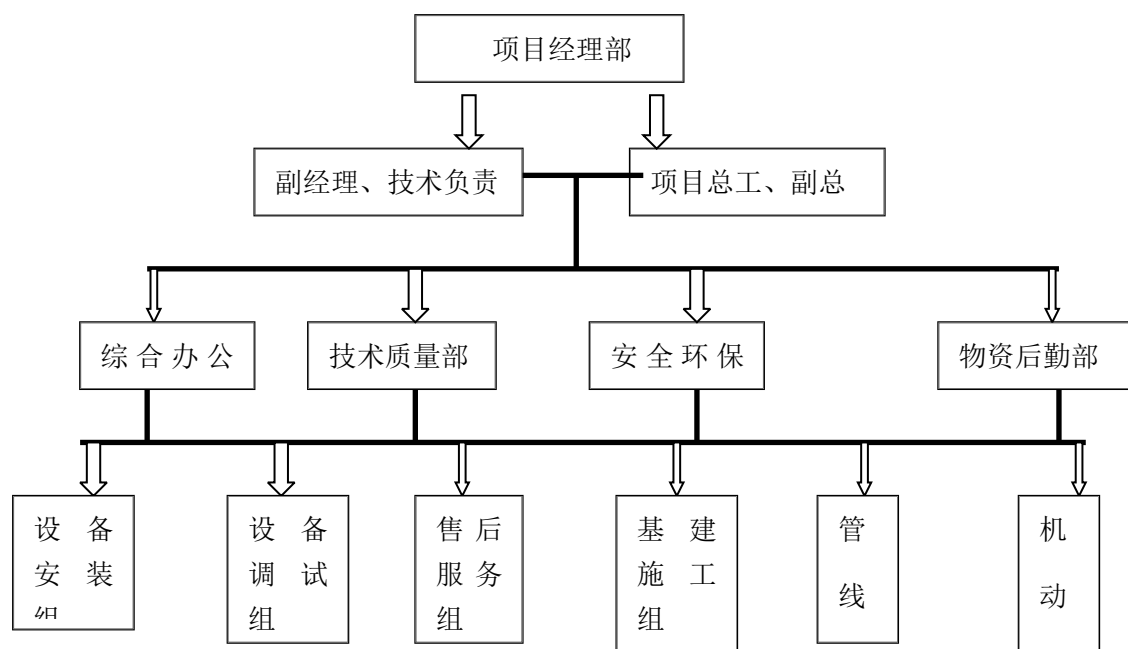 项目经理部
副经理、技术负责
项目总工、副总
综合办公
技术质量部
安全环保
物资后勤部
设备
安装
组
设备
调试
组
售后
服务
组
基建
施工
组
管
线
机
动